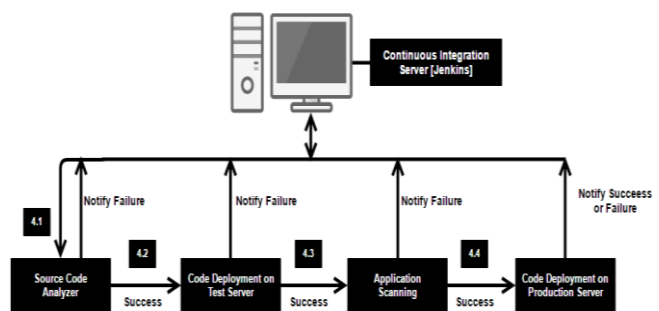 Continuous Integration
Server [Jenkins]
Notify Failure
Notify Failure
Notify Failure
Notify Succeess
or Failure
4.1
4.2
4.3
4.4
Source Code
Analyzer
Success
Code Deployment on
Test Server
Success
Application
Scanning
Success
Code Deployment on
Production Server